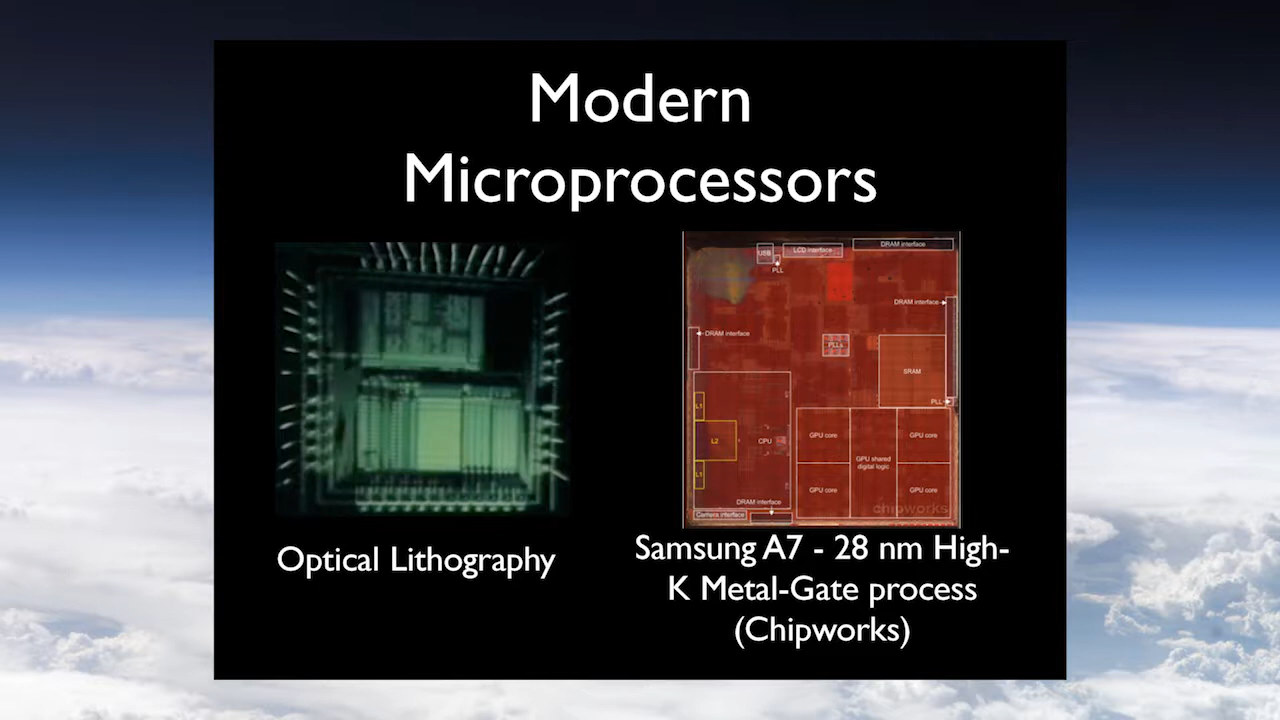 Modern
Microprocessors
USB
LCD interface
DRAM interface
PLL
DRAM interface
DRAM interface
PLLs
SRAM
PLL
L1
L2
CPU
L1
GPU core
GPU core
GPU shared
digital logic
GPU core
GPU core
DRAM interface
Camera interface
chipworks
Optical Lithography
Samsung A7 - 28 nm High-
K Metal-Gate process
(Chipworks)